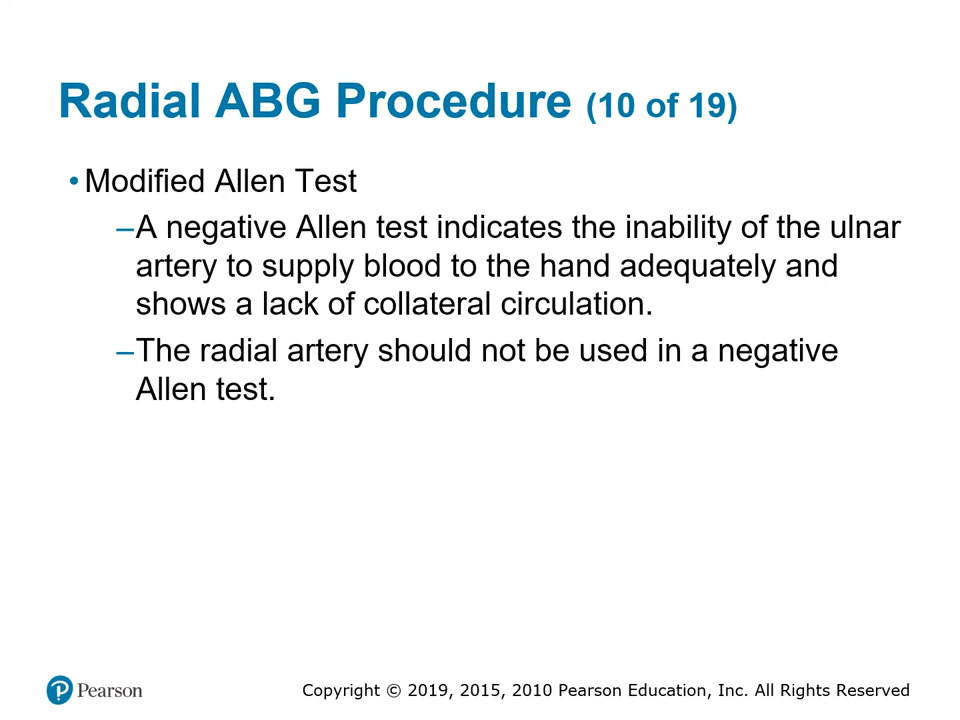 Radial ABG Procedure (10 of 19)
• Modified Allen Test
–A negative Allen test indicates the inability of the ulnar
artery to supply blood to the hand adequately and
shows a lack of collateral circulation.
–The radial artery should not be used in a negative
Allen test.
Pearson
Copyright © 2019, 2015, 2010 Pearson Education, Inc. All Rights Reserved